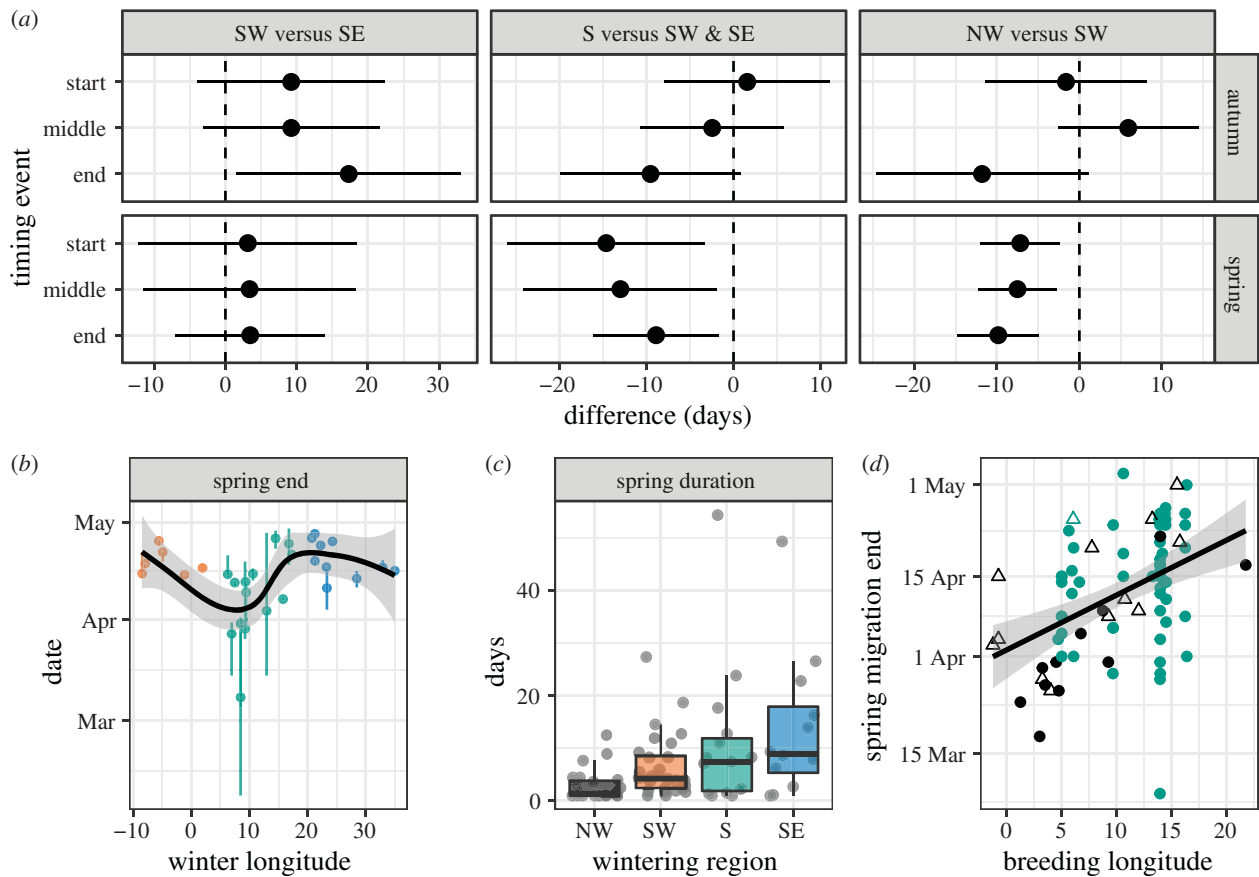 (a)
SW versus SE
S versus SW & SE
NW versus SW
timing event
start
middle
end
autumn
start
middle
end
spring
−10 0 10 20 30
−20 −10 0 10
−20 −10 0 10
difference (days)
(b)
spring end
date
May
Apr
Mar
−10 0 10 20 30
winter longitude
(c)
spring duration
days
60
40
20
0
NW SW S SE
wintering region
(d)
spring migration end
1 May
15 Apr
1 Apr
15 Mar
0 5 10 15 20
breeding longitude